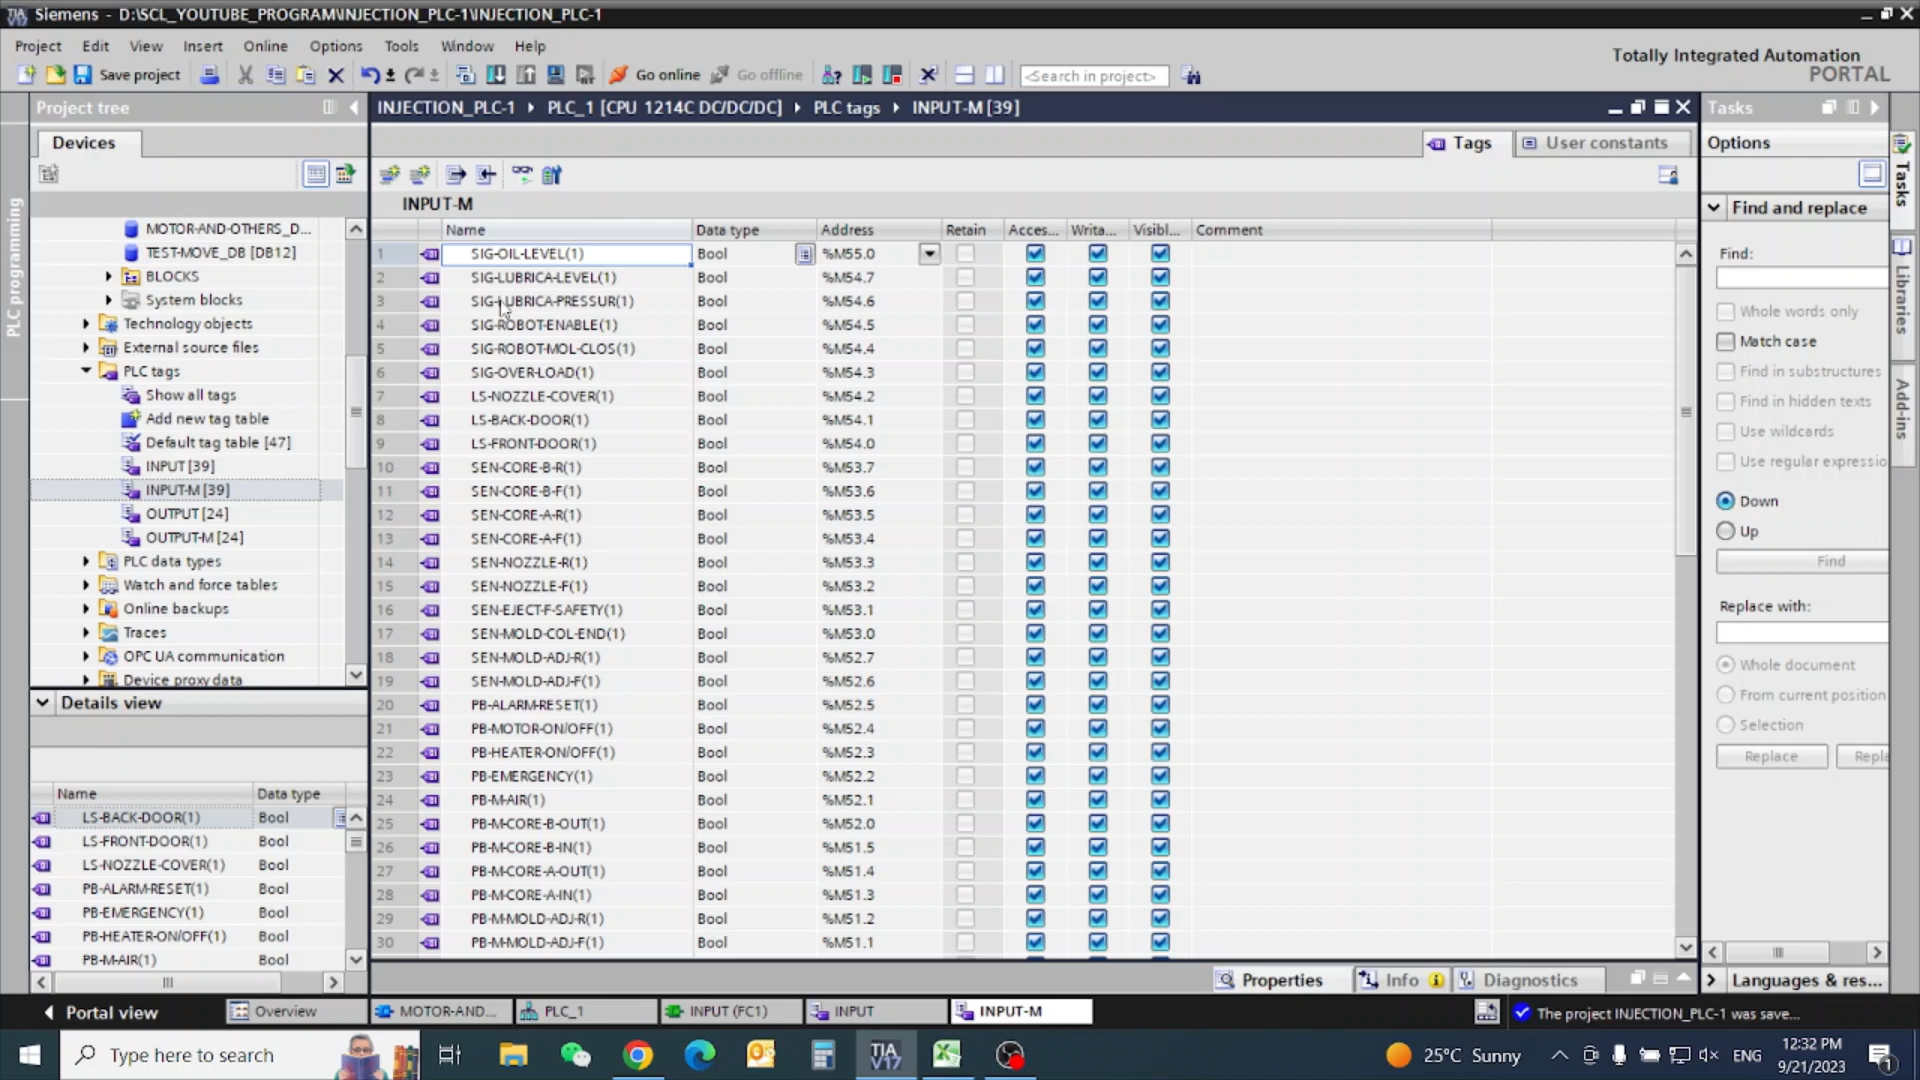 Siemens - D:\SCL_YOUTUBE_PROGRAM\INJECTION_PLC-1\INJECTION_PLC-1
Project Edit View Insert Online Options Tools Window Help
Totally Integrated Automation
PORTAL
Save project
Go online
Go offline
<Search in project>
Project tree
INJECTION_PLC-1 PLC_1 [CPU 1214C DC/DC/DC] PLC tags INPUT-M [39]
Tasks
Devices
Tags
User constants
Options
PLC programming
INPUT-M
Name Data type Address Retain Acces... Writa... Visibl... Comment
1 SIG-OIL-LEVEL(1) Bool %M55.0
2 SIG-LUBRICA-LEVEL(1) Bool %M54.7
3 SIG-LUBRICA-PRESSUR(1) Bool %M54.6
4 SIG-ROBOT-ENABLE(1) Bool %M54.5
5 SIG-ROBOT-MOL-CLOS(1) Bool %M54.4
6 SIG-OVER-LOAD(1) Bool %M54.3
7 LS-NOZZLE-COVER(1) Bool %M54.2
8 LS-BACK-DOOR(1) Bool %M54.1
9 LS-FRONT-DOOR(1) Bool %M54.0
10 SEN-CORE-B-R(1) Bool %M53.7
11 SEN-CORE-B-F(1) Bool %M53.6
12 SEN-CORE-A-R(1) Bool %M53.5
13 SEN-CORE-A-F(1) Bool %M53.4
14 SEN-NOZZLE-R(1) Bool %M53.3
15 SEN-NOZZLE-F(1) Bool %M53.2
16 SEN-EJECT-F-SAFETY(1) Bool %M53.1
17 SEN-MOLD-COL-END(1) Bool %M53.0
18 SEN-MOLD-ADJ-R(1) Bool %M52.7
19 SEN-MOLD-ADJ-F(1) Bool %M52.6
20 PB-ALARM-RESET(1) Bool %M52.5
21 PB-MOTOR-ON/OFF(1) Bool %M52.4
22 PB-HEATER-ON/OFF(1) Bool %M52.3
23 PB-EMERGENCY(1) Bool %M52.2
24 PB-M-AIR(1) Bool %M52.1
25 PB-M-CORE-B-OUT(1) Bool %M52.0
26 PB-M-CORE-B-IN(1) Bool %M51.5
27 PB-M-CORE-A-OUT(1) Bool %M51.4
28 PB-M-CORE-A-IN(1) Bool %M51.3
29 PB-M-MOLD-ADJ-R(1) Bool %M51.2
30 PB-M-MOLD-ADJ-F(1) Bool %M51.1
MOTOR-AND-OTHERS_D...
TEST-MOVE_DB [DB12]
BLOCKS
System blocks
Technology objects
External source files
PLC tags
Show all tags
Add new tag table
Default tag table [47]
INPUT [39]
INPUT-M [39]
OUTPUT [24]
OUTPUT-M [24]
PLC data types
Watch and force tables
Online backups
Traces
OPC UA communication
Device proxy data
Details view
Name Data type
LS-BACK-DOOR(1) Bool
LS-FRONT-DOOR(1) Bool
LS-NOZZLE-COVER(1) Bool
PB-ALARM-RESET(1) Bool
PB-EMERGENCY(1) Bool
PB-HEATER-ON/OFF(1) Bool
PB-M-AIR(1) Bool
Find and replace
Find:
Whole words only
Match case
Find in substructures
Find in hidden texts
Use wildcards
Use regular expressio
Down
Up
Find
Replace with:
Whole document
From current position
Selection
Replace
Repla
Languages & res...
Tasks
Libraries
Add-ins
Properties Info Diagnostics
Portal view Overview MOTOR-AND... PLC_1 INPUT (FC1) INPUT INPUT-M
The project INJECTION_PLC-1 was save...
Type here to search
TIA
V17
25°C Sunny
ENG
12:32 PM
9/21/2023
1